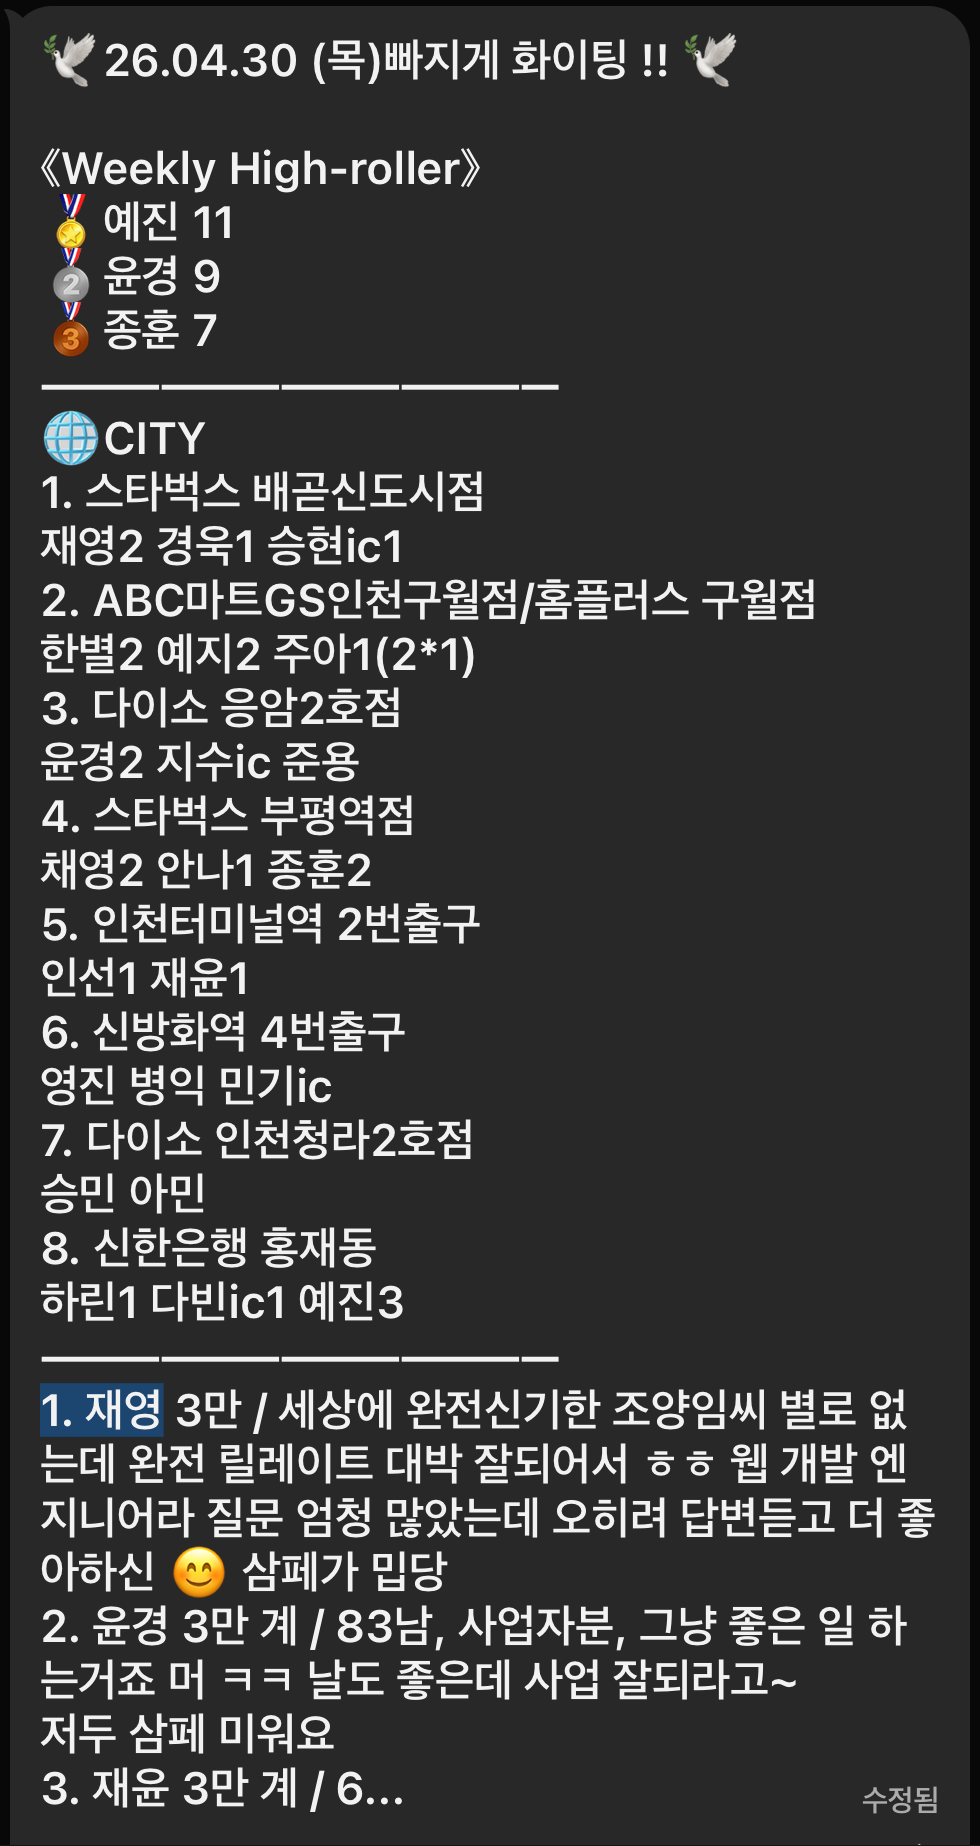 🕊️26.04.30 (목)빠지게 화이팅 !! 🕊️
《Weekly High-roller》
🥇 예진 11
🥈 윤경 9
🥉 종훈 7
—————————————
🌐CITY
1. 스타벅스 배곧신도시점
재영2 경욱1 승현ic1
2. ABC마트GS인천구월점/홈플러스 구월점
한별2 예지2 주아1(2*1)
3. 다이소 응암2호점
윤경2 지수ic 준용
4. 스타벅스 부평역점
채영2 안나1 종훈2
5. 인천터미널역 2번출구
인선1 재윤1
6. 신방화역 4번출구
영진 병익 민기ic
7. 다이소 인천청라2호점
승민 아민
8. 신한은행 홍재동
하린1 다빈ic1 예진3
—————————————
1. 재영 3만 / 세상에 완전신기한 조양임씨 별로 없
는데 완전 릴레이트 대박 잘되어서 ㅎㅎ 웹 개발 엔
지니어라 질문 엄청 많았는데 오히려 답변듣고 더 좋
아하신 😊 삼페가 밉당
2. 윤경 3만 계 / 83남, 사업자분, 그냥 좋은 일 하
는거죠 머 ㅋㅋ 날도 좋은데 사업 잘되라고~
저두 삼페 미워요
3. 재윤 3만 계 / 6...
수정됨